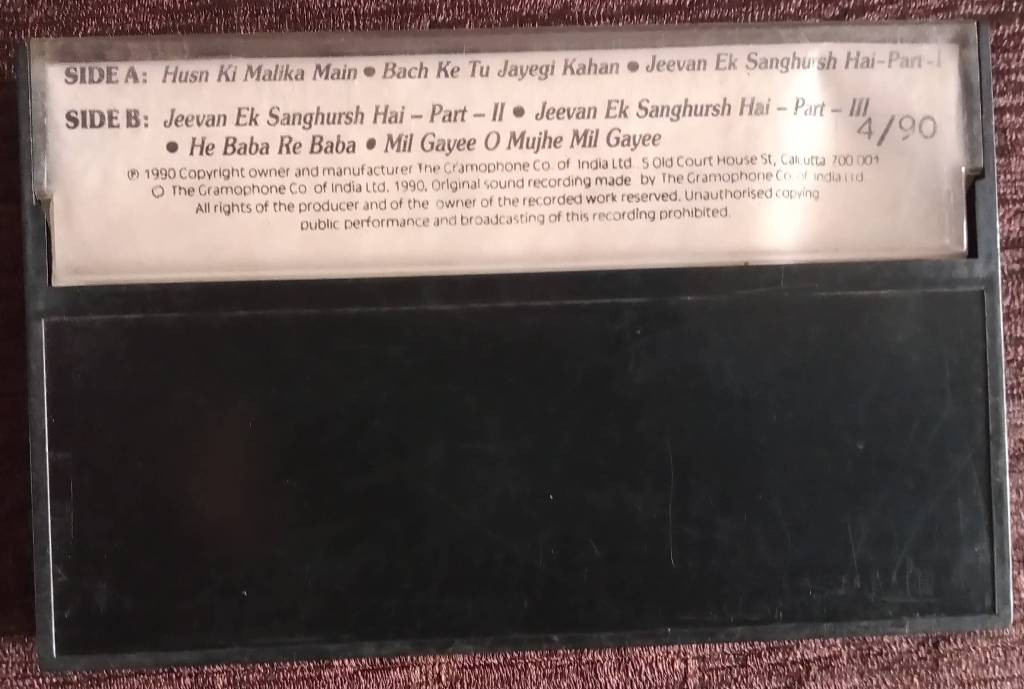 SIDE A: Husn Ki Malika Main ● Bach Ke Tu Jayegi Kahan ● Jeevan Ek Sanghursh Hai-Part-I
SIDE B: Jeevan Ek Sanghursh Hai – Part – II ● Jeevan Ek Sanghursh Hai – Part – III
● He Baba Re Baba ● Mil Gayee O Mujhe Mil Gayee
4/90
℗ 1990 Copyright owner and manufacturer The Gramophone Co. of India Ltd., 5 Old Court House St, Calcutta 700 001
© The Gramophone Co. of India Ltd. 1990. Original sound recording made by The Gramophone Co. of India Ltd.
All rights of the producer and of the owner of the recorded work reserved. Unauthorised copying
public performance and broadcasting of this recording prohibited.